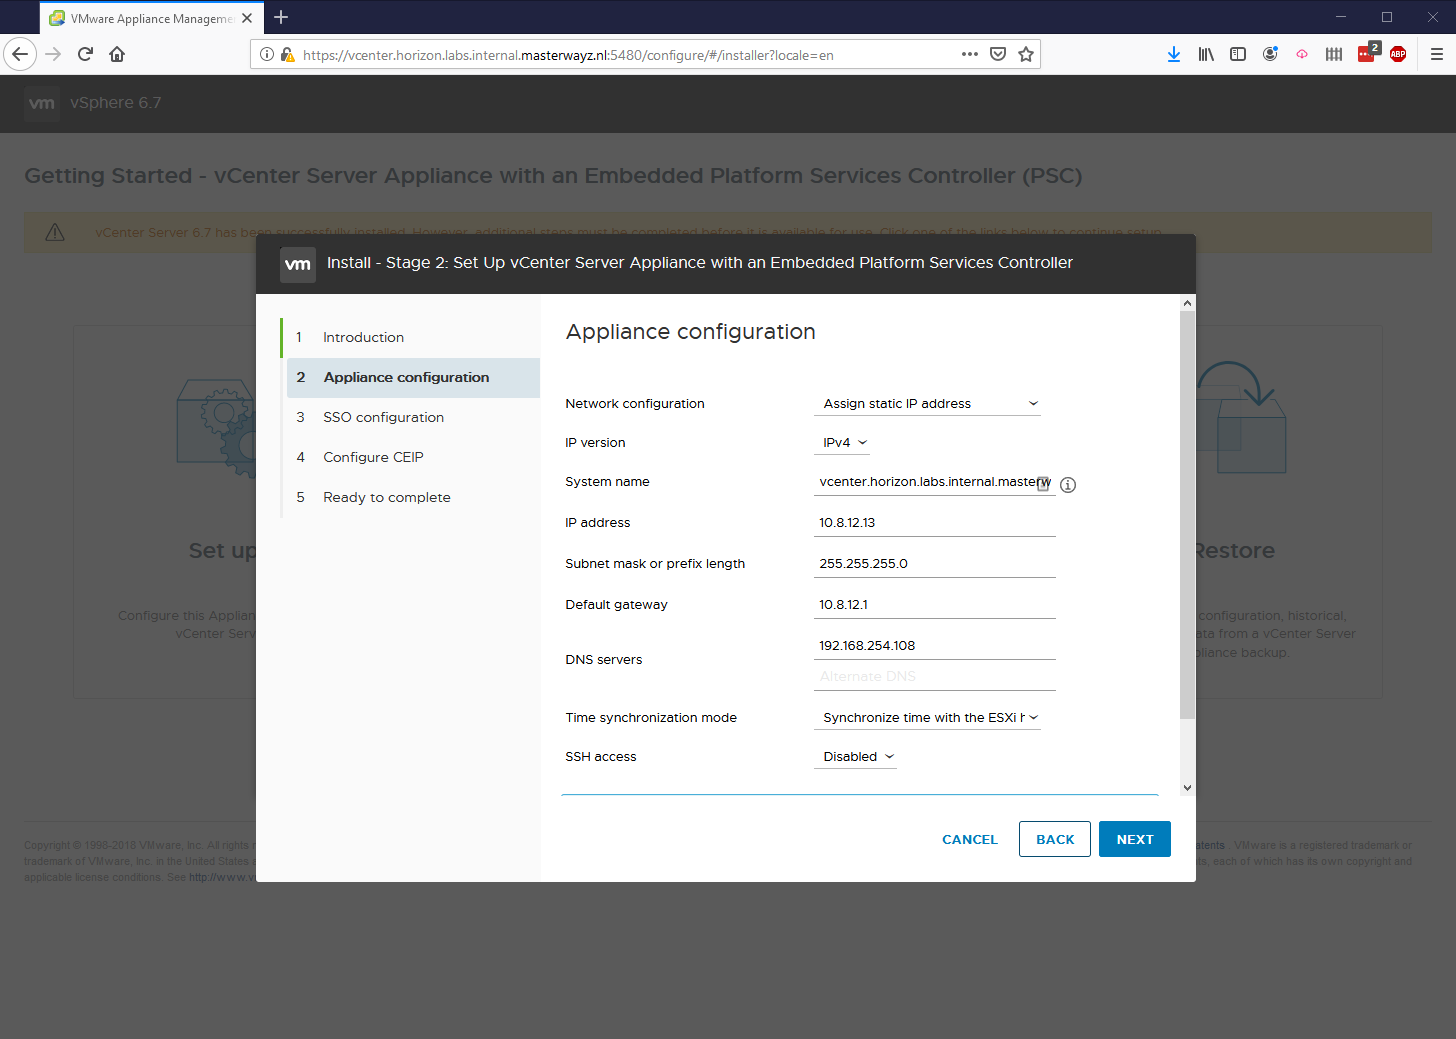 VMware Appliance Manageme
https://vcenter.horizon.labs.internal.masterwayz.nl:5480/configure/#/installer?locale=en
2
ABP
vm vSphere 6.7
Getting Started - vCenter Server Appliance with an Embedded Platform Services Controller (PSC)
vCenter Server 6.7 has been successfully installed. However, additional steps must be completed before it is available for use. Click one of the links below to continue setup.
vm Install - Stage 2: Set Up vCenter Server Appliance with an Embedded Platform Services Controller
1 Introduction
2 Appliance configuration
3 SSO configuration
4 Configure CEIP
5 Ready to complete
Appliance configuration
Network configuration Assign static IP address
IP version IPv4
System name vcenter.horizon.labs.internal.masterw
IP address 10.8.12.13
Subnet mask or prefix length 255.255.255.0
Default gateway 10.8.12.1
DNS servers 192.168.254.108
Alternate DNS
Time synchronization mode Synchronize time with the ESXi h
SSH access Disabled
CANCEL BACK NEXT
Set up
Configure this Applian
vCenter Serv
Restore
configuration, historical,
ata from a vCenter Server
pliance backup.
Copyright © 1998-2018 VMware, Inc. All rights r
trademark of VMware, Inc. in the United States a
applicable license conditions. See http://www.v
atents . VMware is a registered trademark or
ts, each of which has its own copyright and